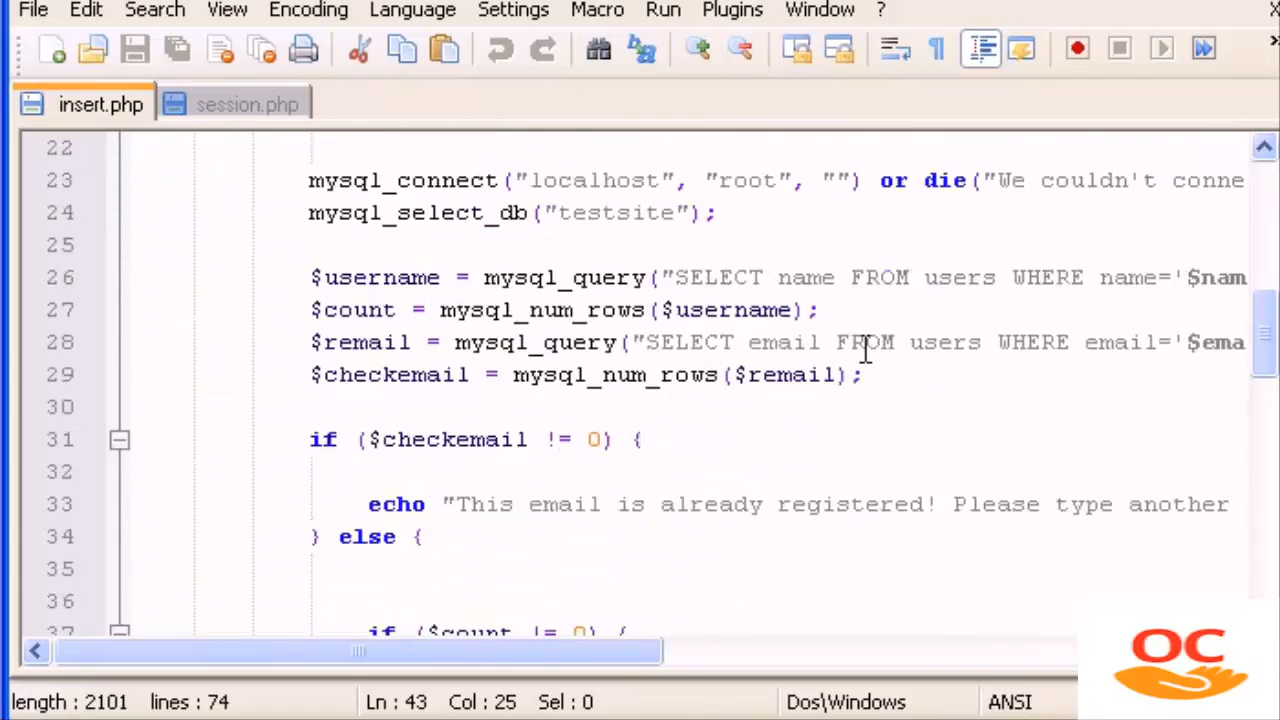 File Edit Search View Encoding Language Settings Macro Run Plugins Window ? X
insert.php session.php
22
23 mysql_connect("localhost", "root", "") or die("We couldn't conne
24 mysql_select_db("testsite");
25
26 $username = mysql_query("SELECT name FROM users WHERE name='$nam
27 $count = mysql_num_rows($username);
28 $remail = mysql_query("SELECT email FROM users WHERE email='$ema
29 $checkemail = mysql_num_rows($remail);
30
31 if ($checkemail != 0) {
32
33 echo "This email is already registered! Please type another
34 } else {
35
36
37 if ($count != 0) {
length : 2101 lines : 74 Ln : 43 Col : 25 Sel : 0 Dos\Windows ANSI
OC